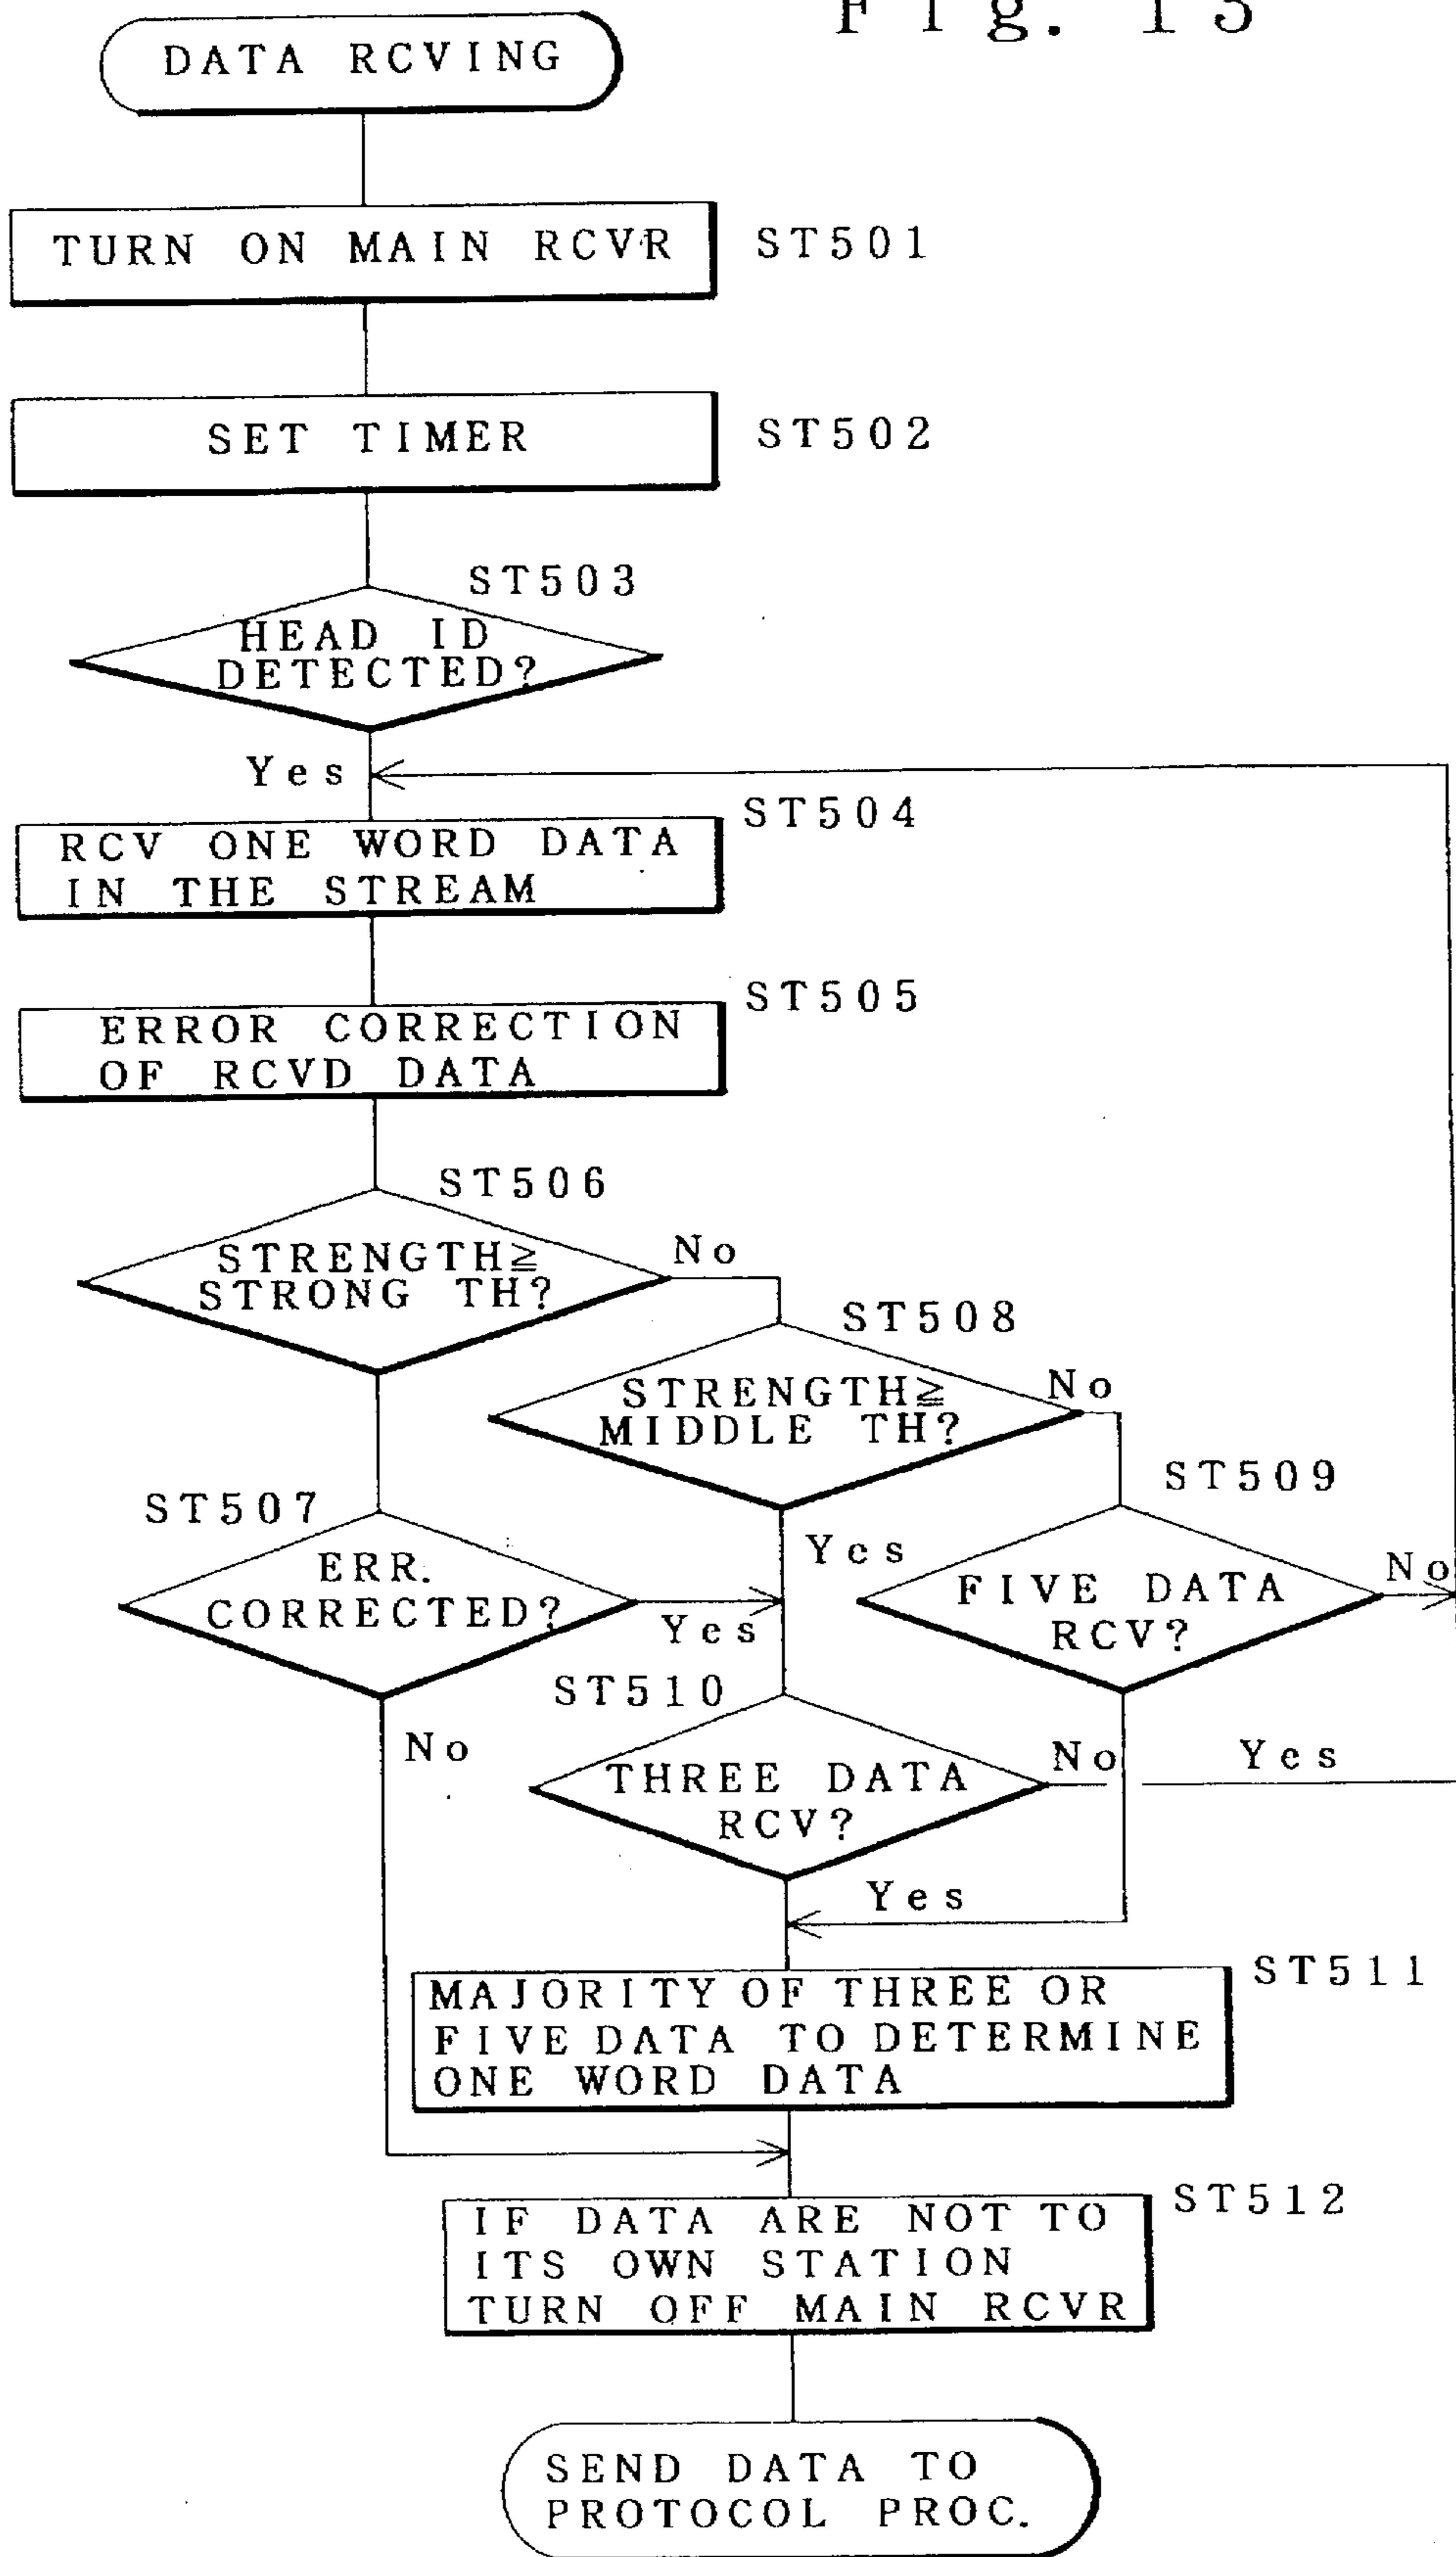 Fig. 13
DATA RCVING
TURN ON MAIN RCVR
ST501
SET TIMER
ST502
ST503
HEAD ID
DETECTED?
Yes
ST504
RCV ONE WORD DATA
IN THE STREAM
ST505
ERROR CORRECTION
OF RCVD DATA
ST506
STRENGTH≧
STRONG TH?
No
ST508
STRENGTH≧
MIDDLE TH?
No
ST509
ST507
ERR.
CORRECTED?
Yes
Yes
FIVE DATA
RCV?
No
ST510
No
THREE DATA
RCV?
No
Yes
Yes
ST511
MAJORITY OF THREE OR
FIVE DATA TO DETERMINE
ONE WORD DATA
ST512
IF DATA ARE NOT TO
ITS OWN STATION
TURN OFF MAIN RCVR
SEND DATA TO
PROTOCOL PROC.